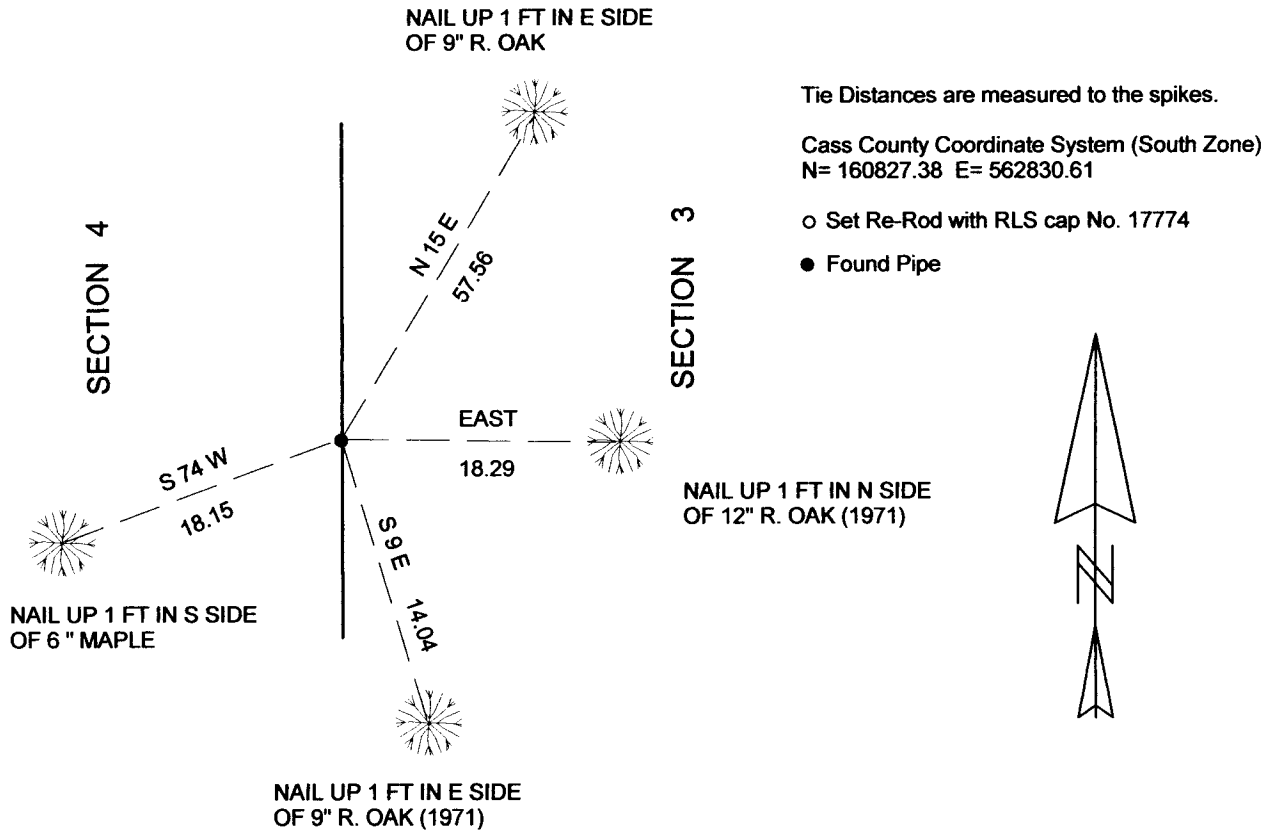 NAIL UP 1 FT IN E SIDE
OF 9" R. OAK
Tie Distances are measured to the spikes.
Cass County Coordinate System (South Zone)
N= 160827.38 E= 562830.61
Set Re-Rod with RLS cap No. 17774
Found Pipe
SECTION 4
N 15 E
57.56
SECTION 3
EAST
18.29
S 74 W
18.15
NAIL UP 1 FT IN N SIDE
OF 12" R. OAK (1971)
S 9 E 14.04
N
NAIL UP 1 FT IN S SIDE
OF 6 " MAPLE
NAIL UP 1 FT IN E SIDE
OF 9" R. OAK (1971)